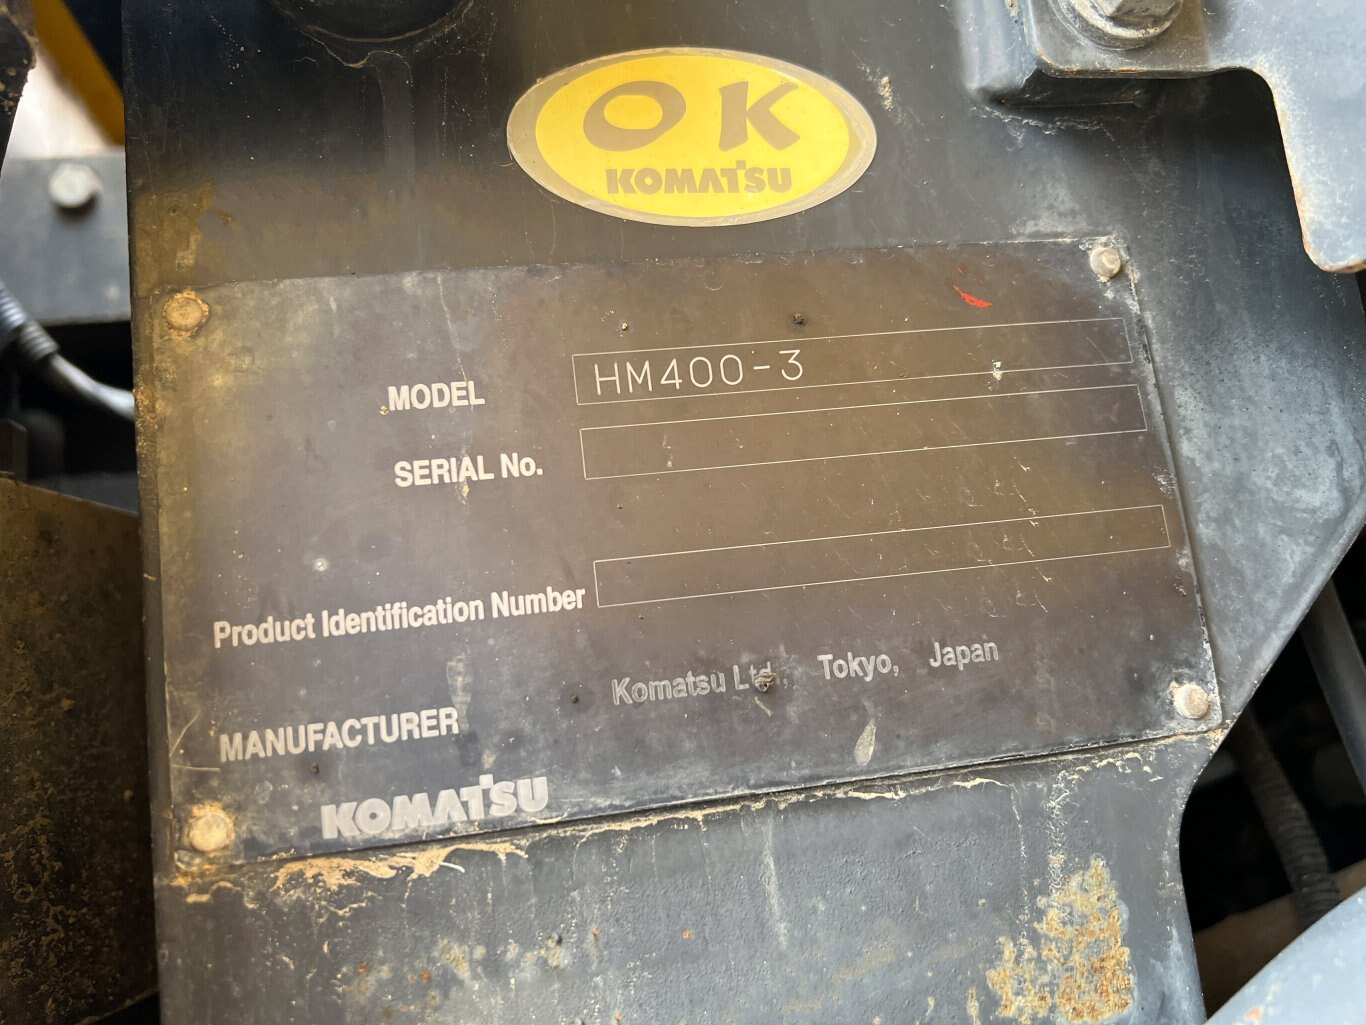 OK
KOMATSU
MODEL HM400-3
SERIAL No.
Product Identification Number
MANUFACTURER Komatsu Ltd., Tokyo, Japan
KOMATSU